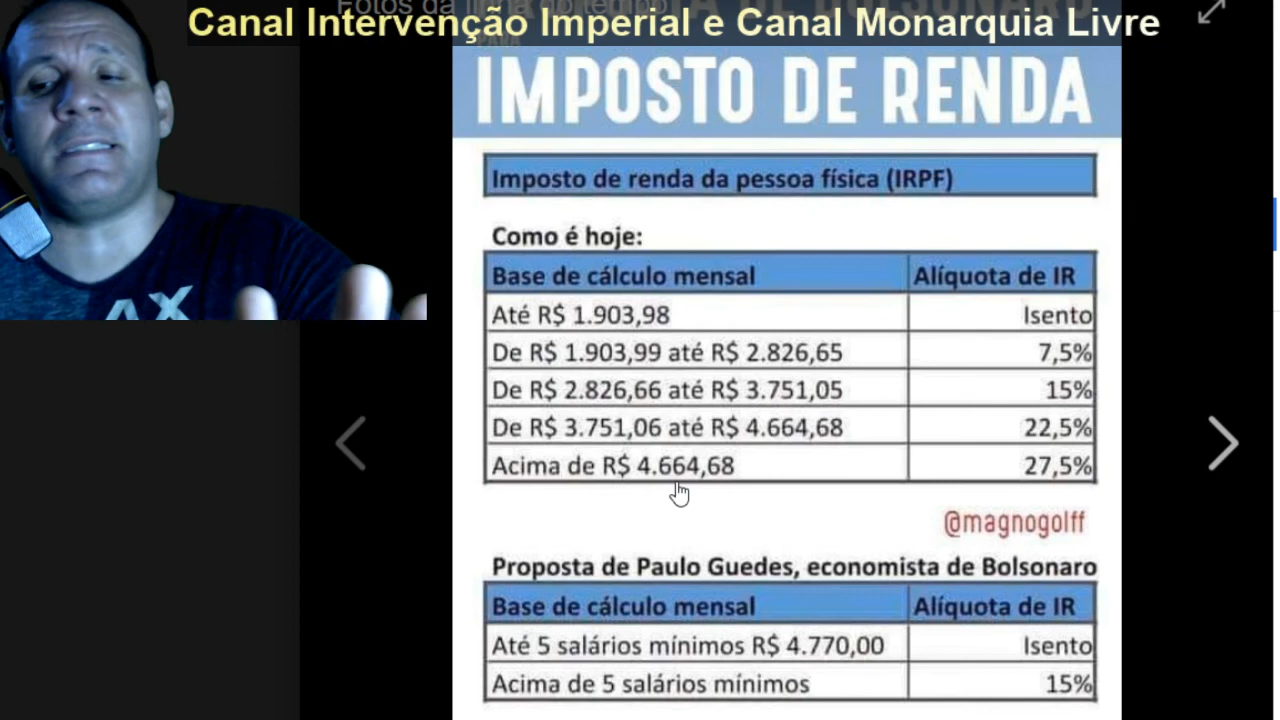 Canal Intervenção Imperial e Canal Monarquia Livre
IMPOSTO DE RENDA
Imposto de renda da pessoa física (IRPF)
Como é hoje:
Base de cálculo mensal Alíquota de IR
Até R$ 1.903,98 Isento
De R$ 1.903,99 até R$ 2.826,65 7,5%
De R$ 2.826,66 até R$ 3.751,05 15%
De R$ 3.751,06 até R$ 4.664,68 22,5%
Acima de R$ 4.664,68 27,5%
@magnogolff
Proposta de Paulo Guedes, economista de Bolsonaro
Base de cálculo mensal Alíquota de IR
Até 5 salários mínimos R$ 4.770,00 Isento
Acima de 5 salários mínimos 15%
AX